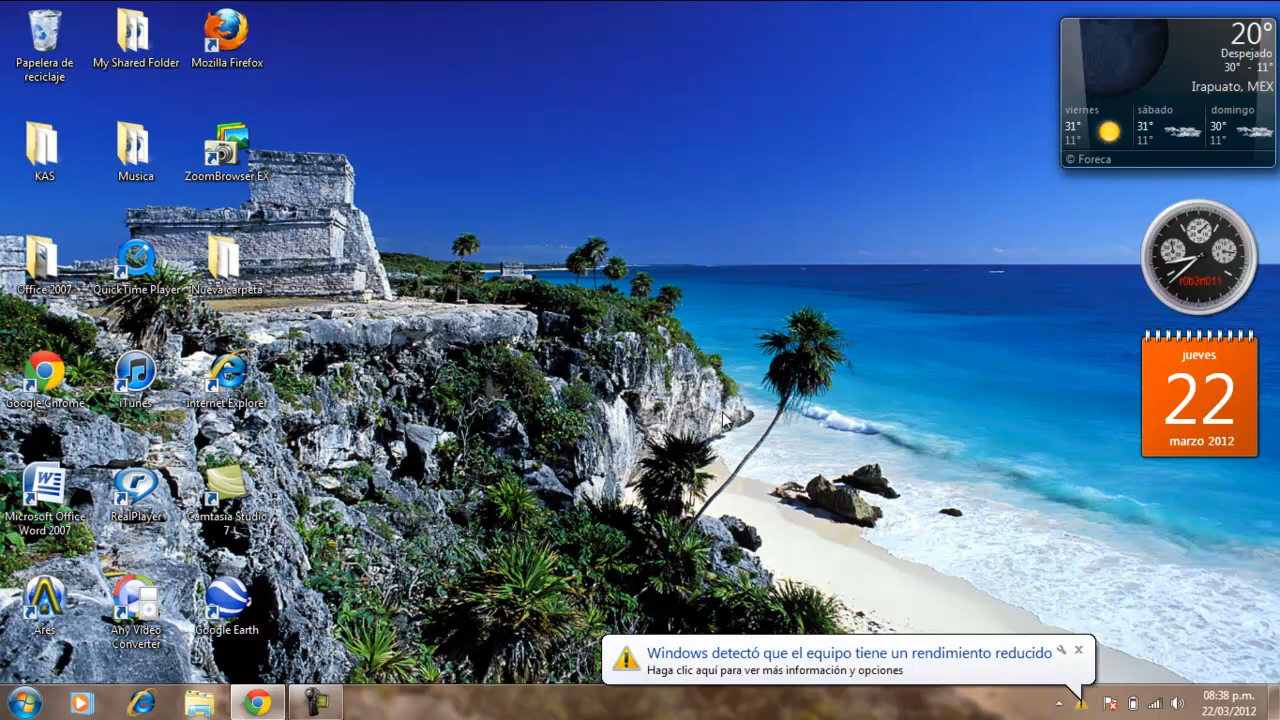 Papelera de
reciclaje
My Shared Folder
Mozilla Firefox
KAS
Musica
ZoomBrowser EX
Office 2007
QuickTime Player
Nueva carpeta
Google Chrome
iTunes
Internet Explorer
Microsoft Office
Word 2007
RealPlayer
Camtasia Studio
7
Ares
Any Video
Converter
Google Earth
20°
Despejado
30° - 11°
Irapuato, MEX
viernes
sábado
domingo
31°
11°
31°
11°
30°
11°
© Foreca
r0b3rt011
jueves
22
marzo 2012
Windows detectó que el equipo tiene un rendimiento reducido
Haga clic aquí para ver más información y opciones
08:38 p.m.
22/03/2012